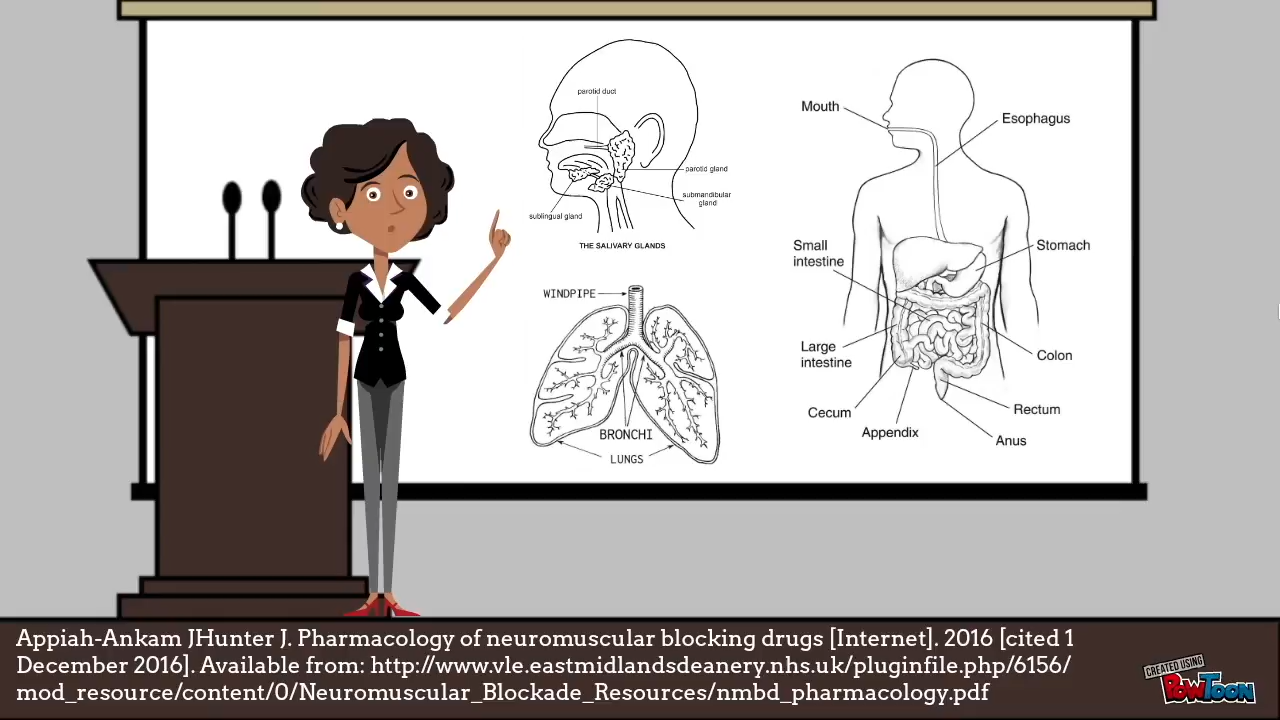 parotid duct
parotid gland
submandibular
gland
sublingual gland
THE SALIVARY GLANDS
WINDPIPE
BRONCHI
LUNGS
Mouth
Esophagus
Small
intestine
Stomach
Large
intestine
Colon
Cecum
Rectum
Appendix
Anus
Appiah-Ankam JHunter J. Pharmacology of neuromuscular blocking drugs [Internet]. 2016 [cited 1
December 2016]. Available from: http://www.vle.eastmidlandsdeanery.nhs.uk/pluginfile.php/6156/
mod_resource/content/0/Neuromuscular_Blockade_Resources/nmbd_pharmacology.pdf
CREATED USING
POWTOON